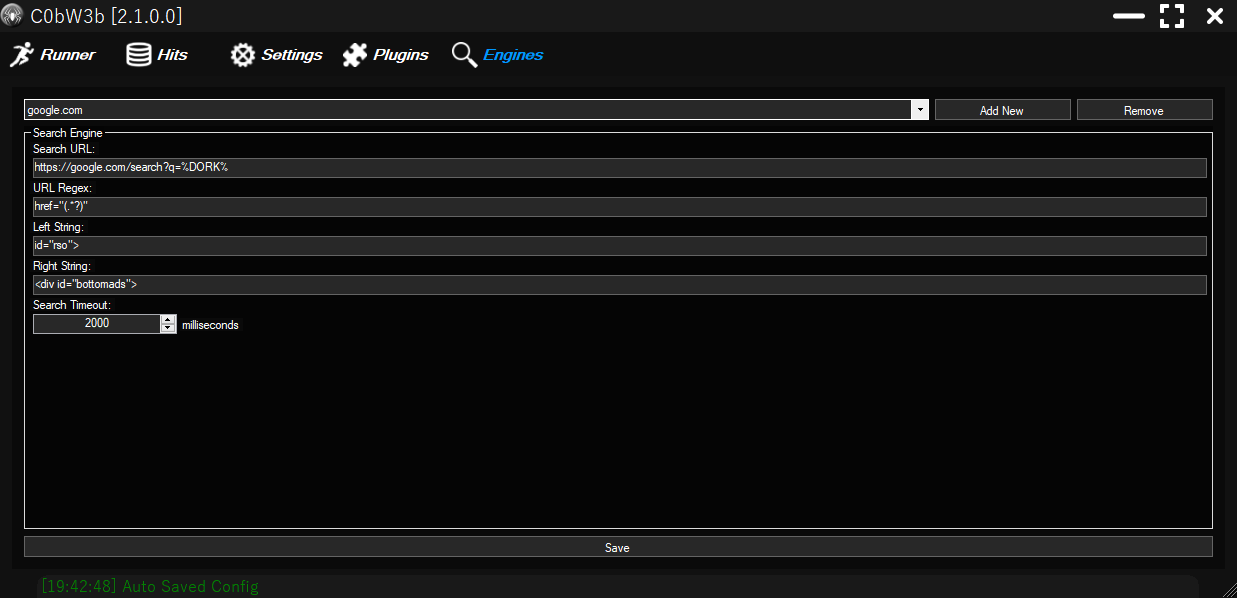 C0bW3b [2.1.0.0]
Runner Hits Settings Plugins Engines
google.com Add New Remove
Search Engine
Search URL:
https://google.com/search?q=%DORK%
URL Regex:
href="(.*?)"
Left String:
id="rso">
Right String:
<div id="bottomads">
Search Timeout:
2000 milliseconds
Save
[19:42:48] Auto Saved Config